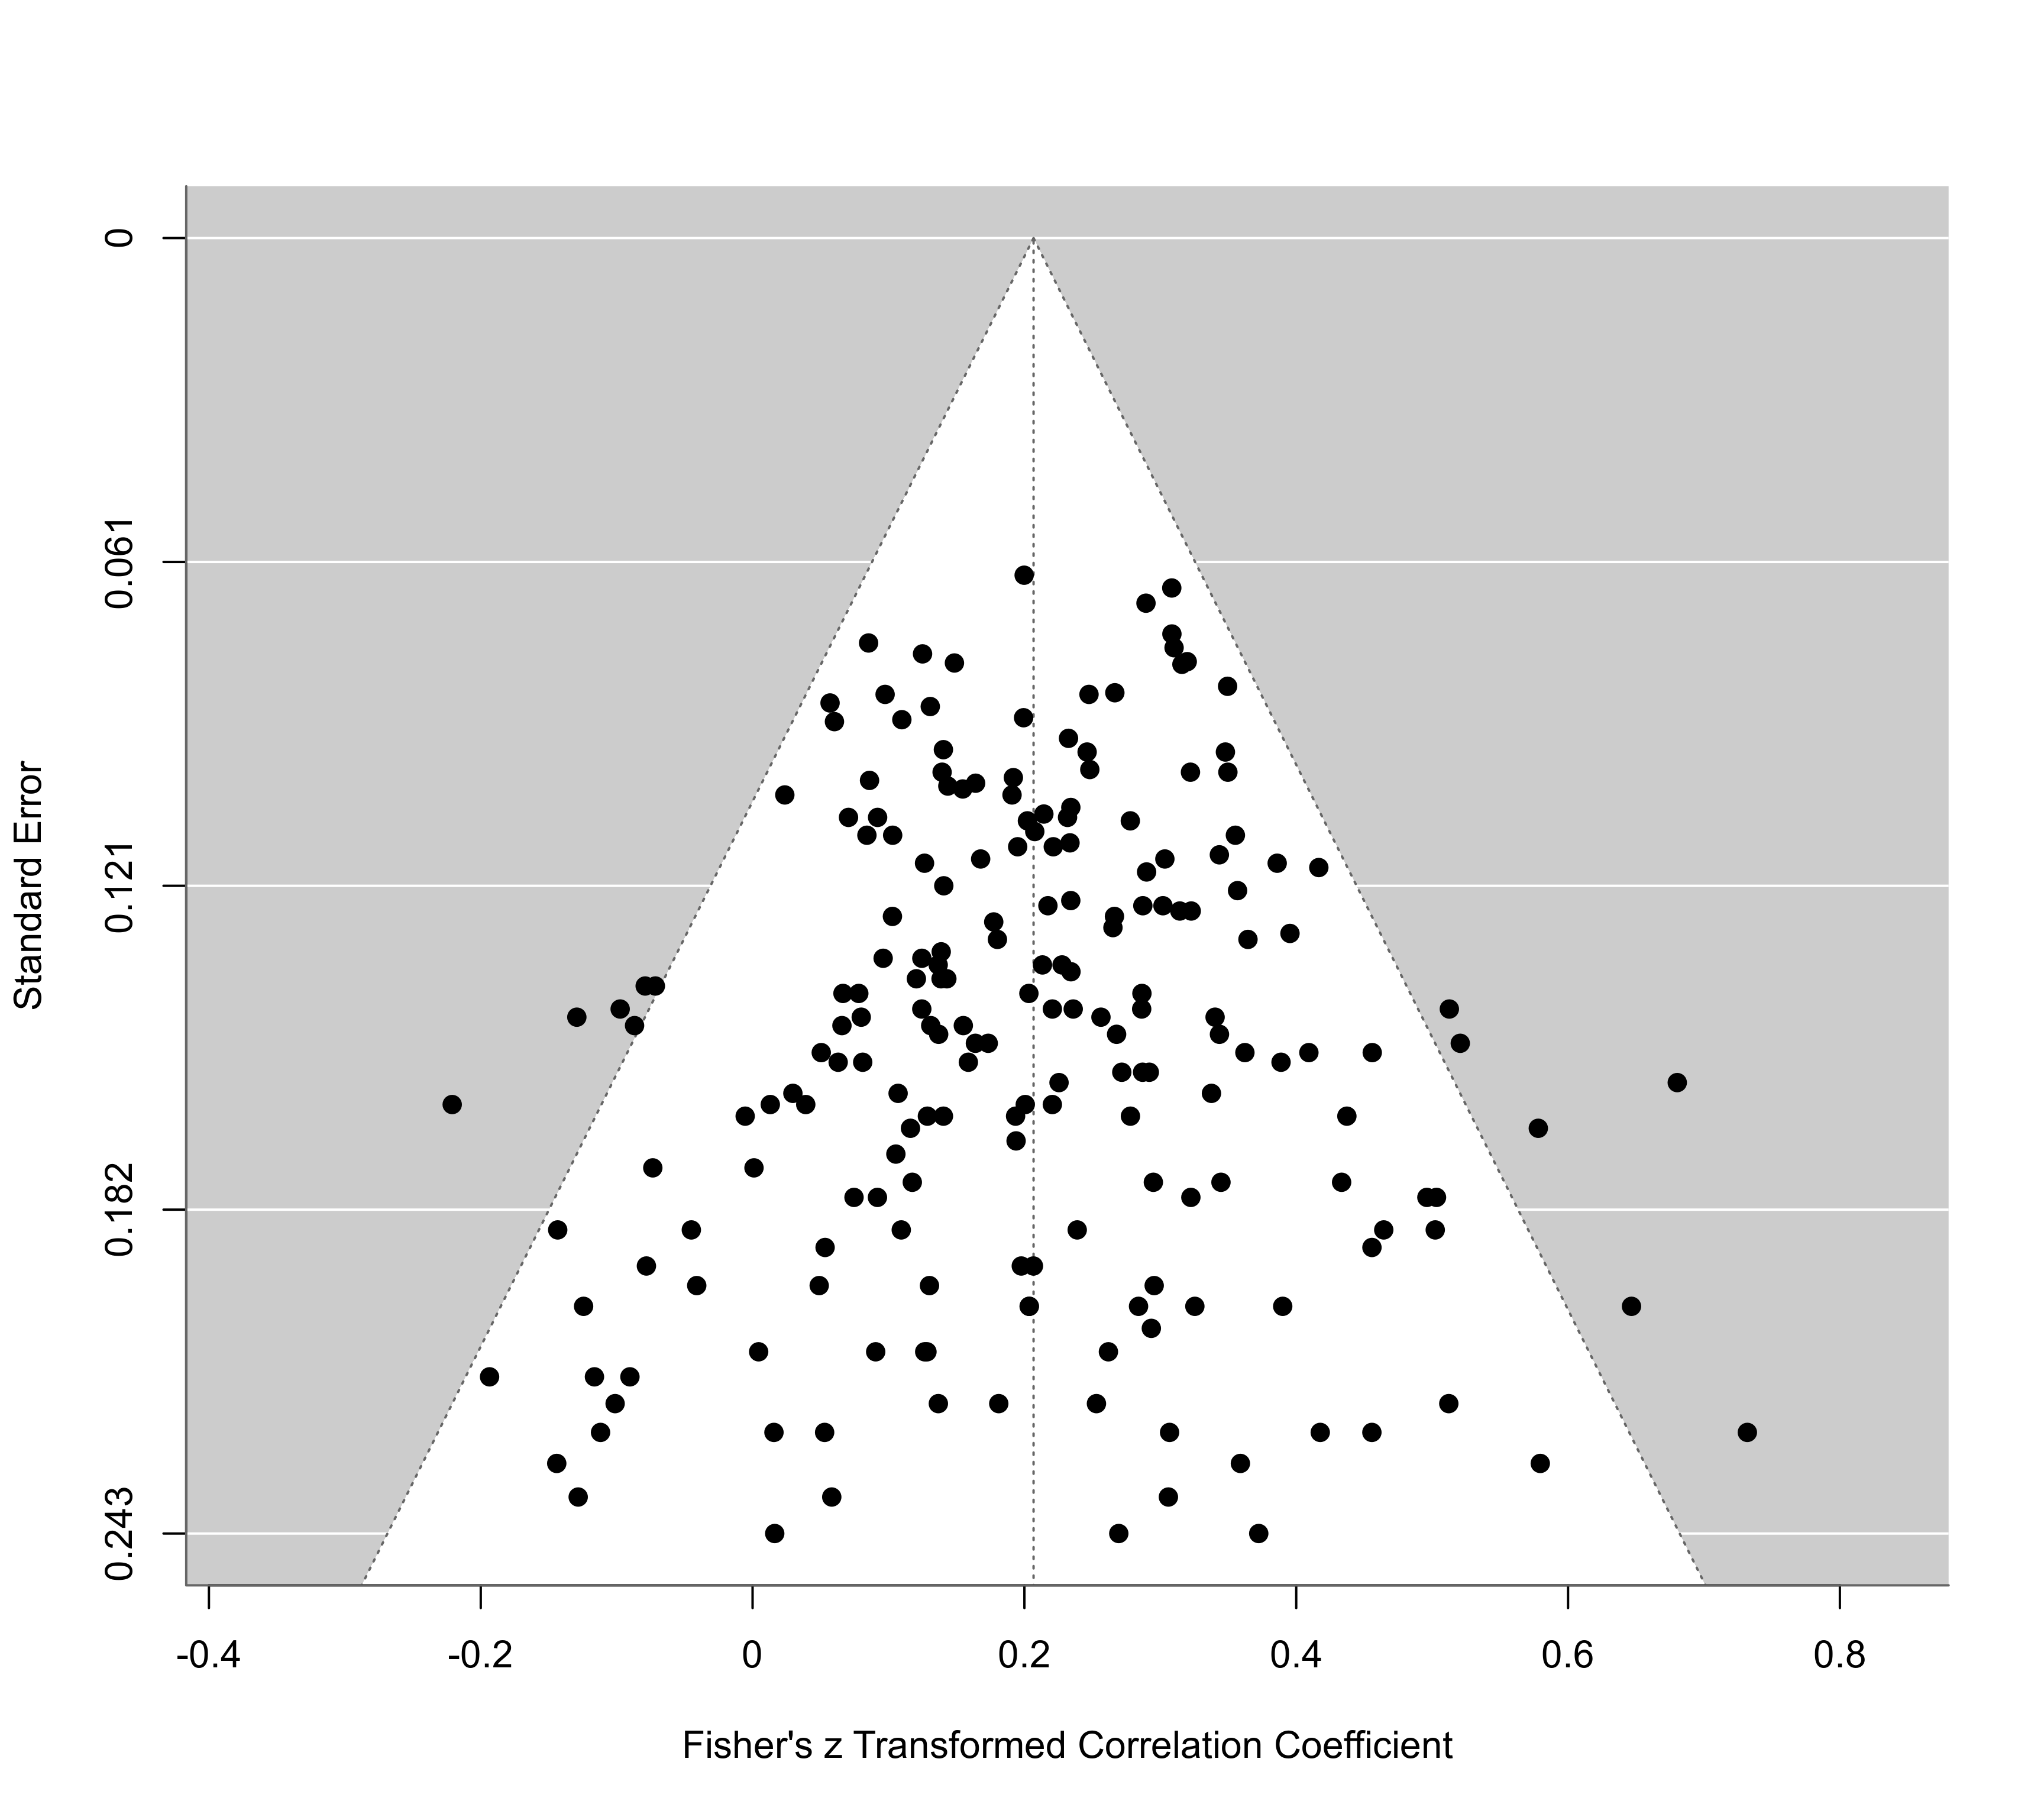 Standard Error
0
0.061
0.121
0.182
0.243
-0.4 -0.2 0 0.2 0.4 0.6 0.8
Fisher's z Transformed Correlation Coefficient